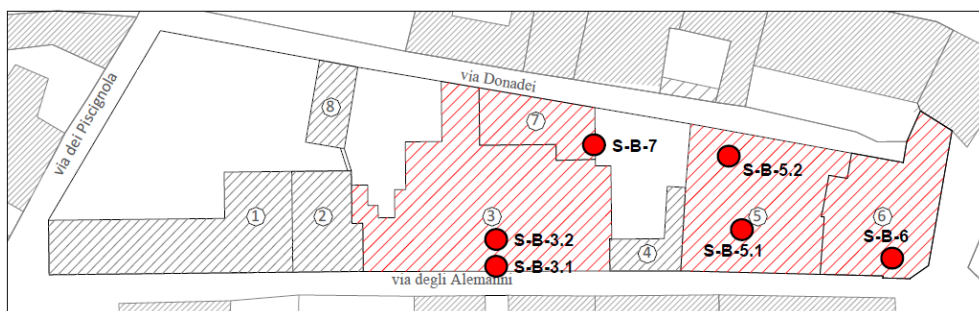 via Donadei
via dei Piscignola
8
7
S-B-7
S-B-5.2
1
2
3
5
6
S-B-3.2
S-B-5.1
S-B-6
4
S-B-3.1
via degli Alemanni